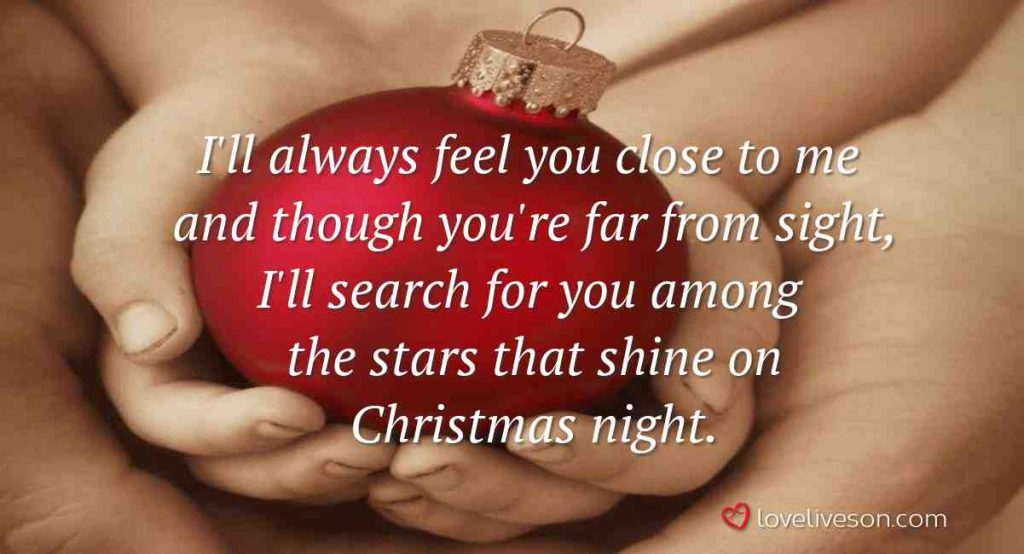 I'll always feel you close to me
and though you're far from sight,
I'll search for you among
the stars that shine on
Christmas night.
loveliveson.com